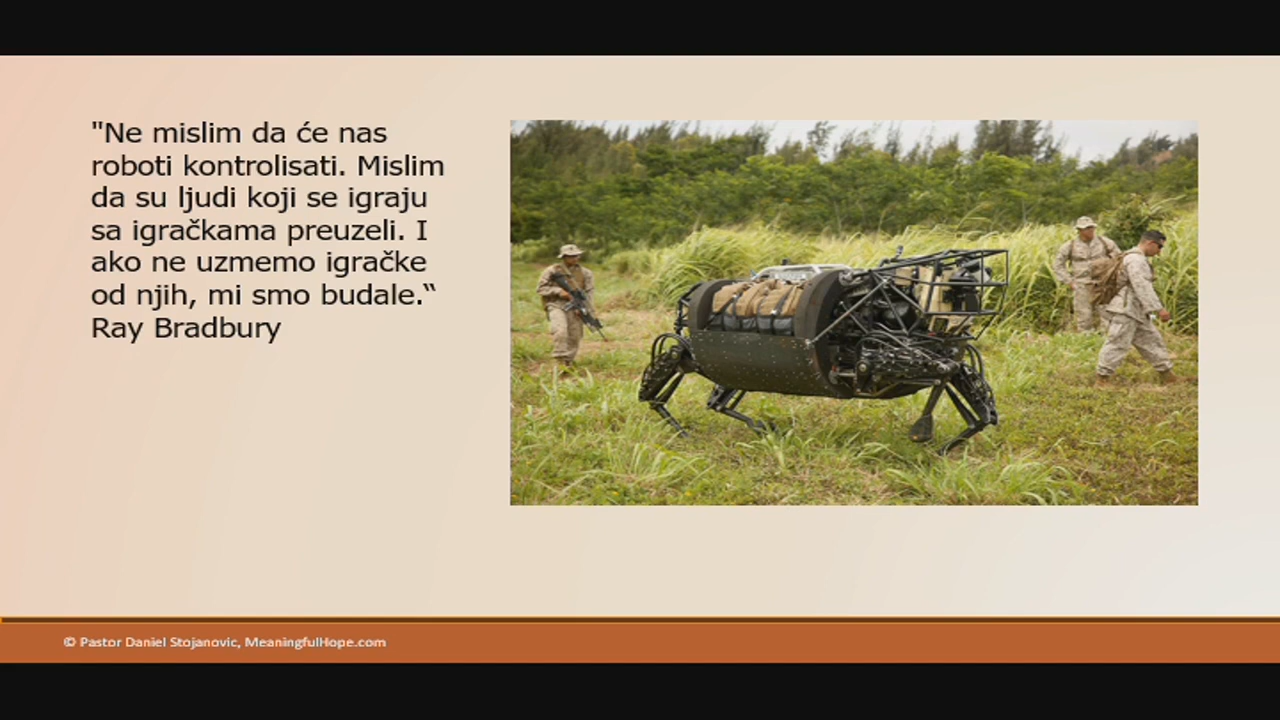 "Ne mislim da će nas
roboti kontrolisati. Mislim
da su ljudi koji se igraju
sa igračkama preuzeli. I
ako ne uzmemo igračke
od njih, mi smo budale.“
Ray Bradbury
© Pastor Daniel Stojanovic, MeaningfulHope.com